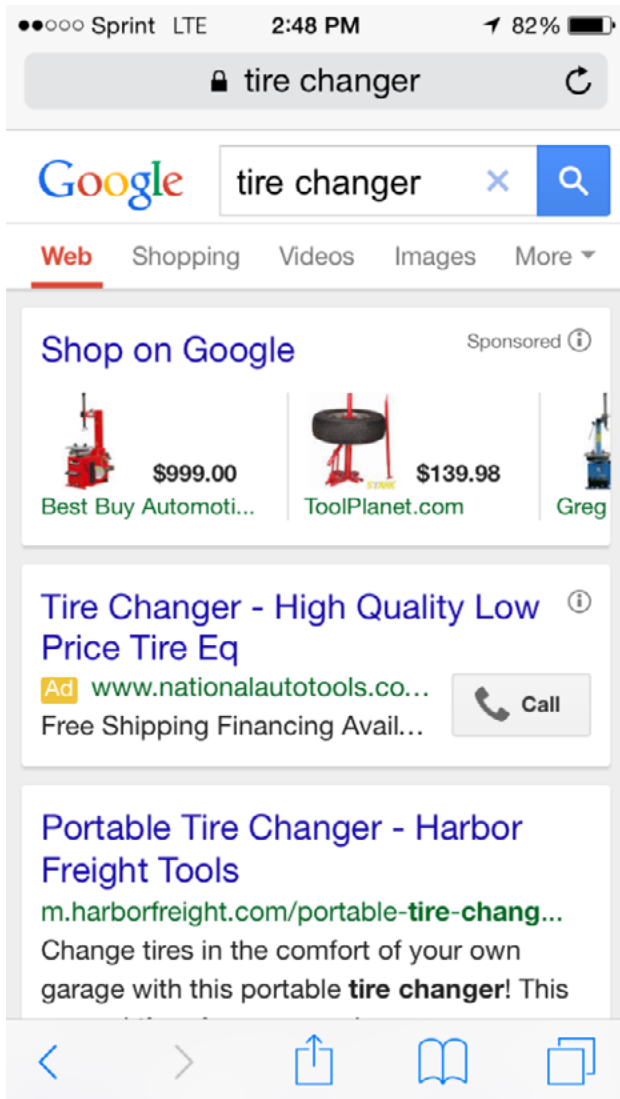 Sprint LTE 2:48 PM 82%
tire changer
Google tire changer
Web Shopping Videos Images More
Shop on Google Sponsored
$999.00 $139.98
Best Buy Automoti... ToolPlanet.com Greg
Tire Changer - High Quality Low
Price Tire Eq
Ad www.nationalautotools.co...
Call
Free Shipping Financing Avail...
Portable Tire Changer - Harbor
Freight Tools
m.harborfreight.com/portable-tire-chang...
Change tires in the comfort of your own
garage with this portable tire changer! This